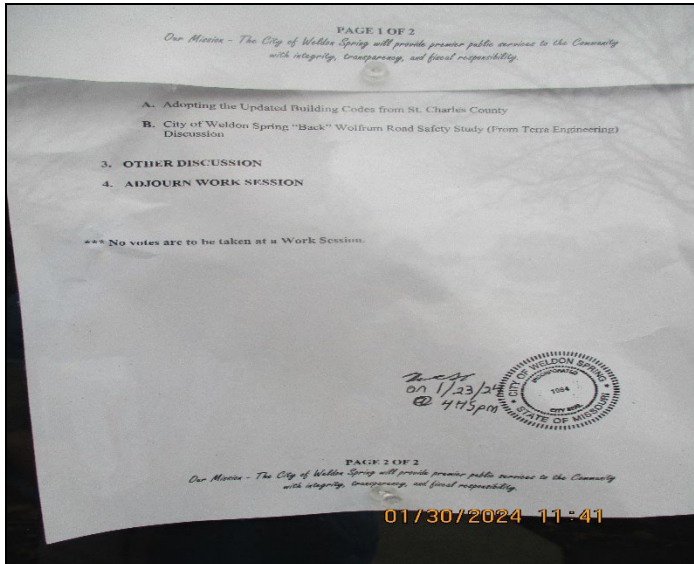 PAGE 1 OF 2
Our Mission - The City of Weldon Spring will provide premier public services to the Community
with integrity, transparency, and fiscal responsibility.
A. Adopting the Updated Building Codes from St. Charles County
B. City of Weldon Spring "Back" Wolfrum Road Safety Study (From Terra Engineering)
Discussion
3. OTHER DISCUSSION
4. ADJOURN WORK SESSION
*** No votes are to be taken at a Work Session.
on 1/23/24
@ 445pm
CITY OF WELDON SPRING
INCORPORATED
1984
CITY SEAL
STATE OF MISSOURI
PAGE 2 OF 2
Our Mission - The City of Weldon Spring will provide premier public services to the Community
with integrity, transparency, and fiscal responsibility.
01/30/2024 11:41